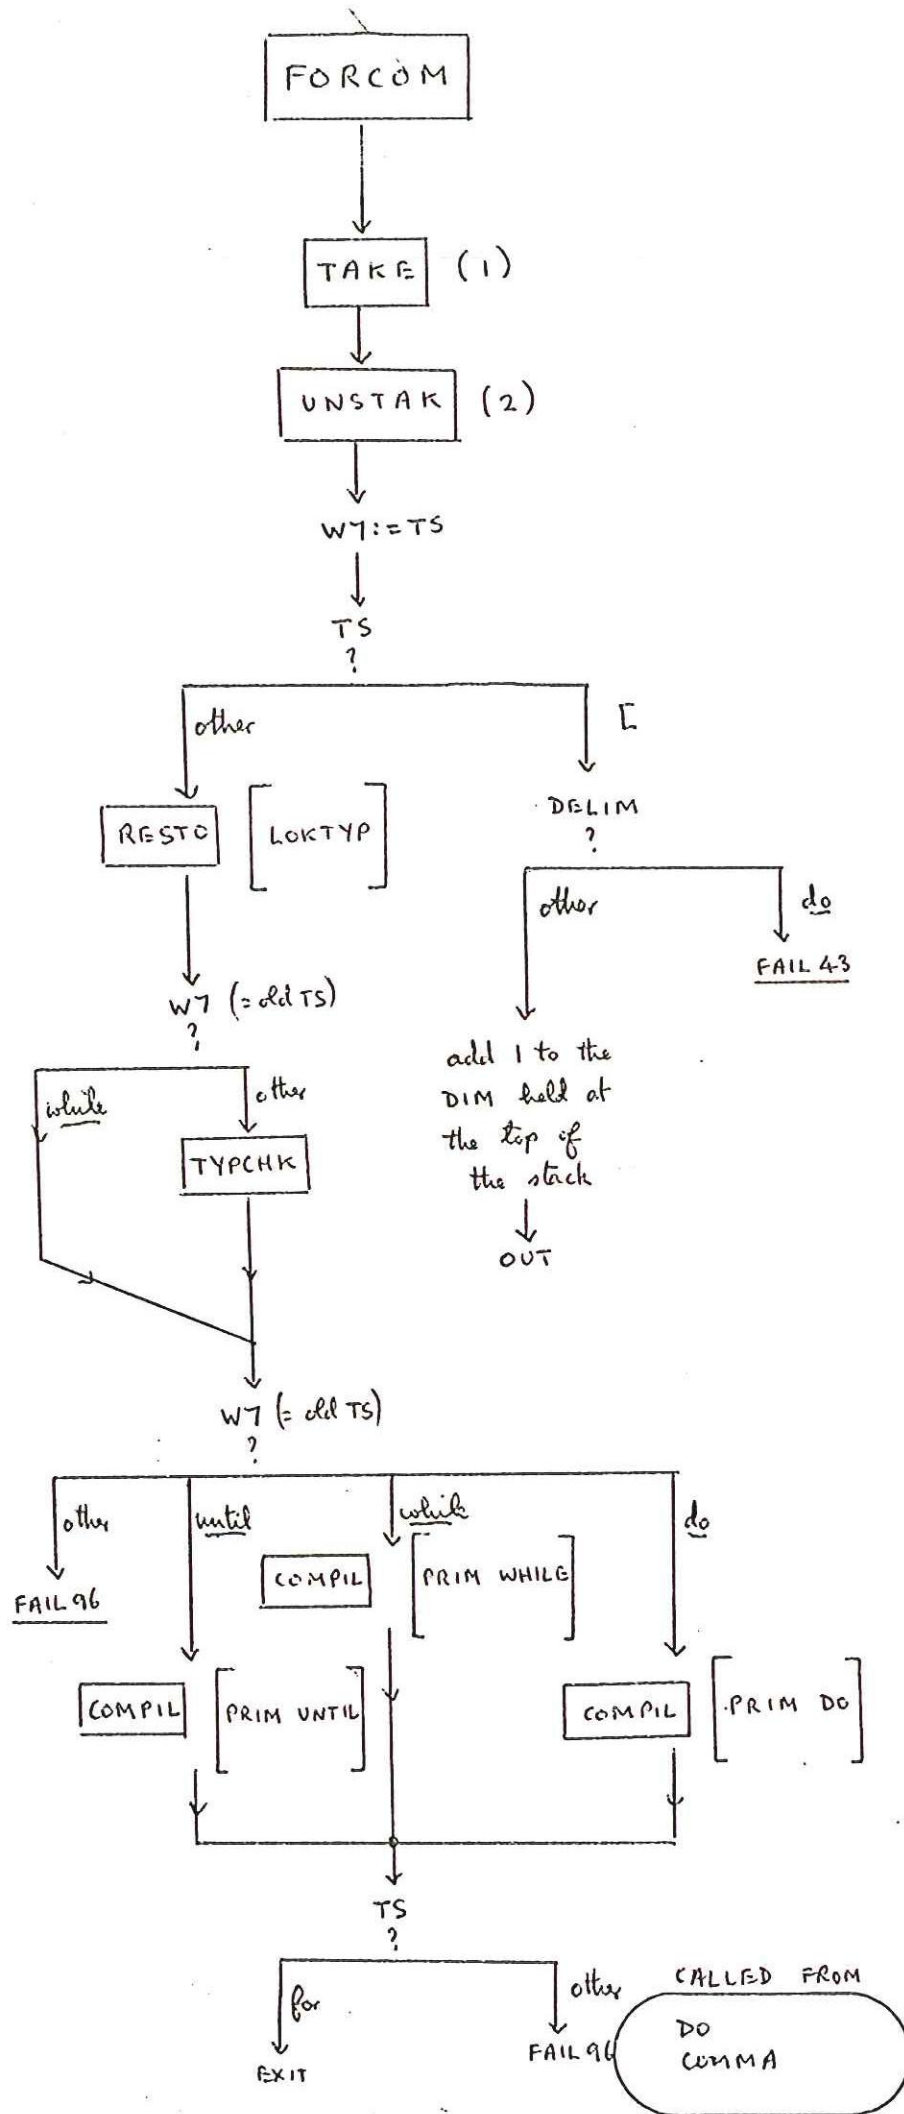 FORCOM
TAKE (1)
UNSTAK (2)
W7:=TS
TS
?
other
[
RESTO [LOKTYP]
DELIM
?
other
do
FAIL 43
W7 (= old TS)
?
add 1 to the
DIM held at
the top of
the stack
OUT
while
other
TYPCHK
W7 (= old TS)
?
other
until
while
do
FAIL 96
COMPIL [PRIM WHILE]
COMPIL [PRIM UNTIL]
COMPIL [PRIM DO]
TS
?
for
other
EXIT
FAIL 96
CALLED FROM
DO
COMMA